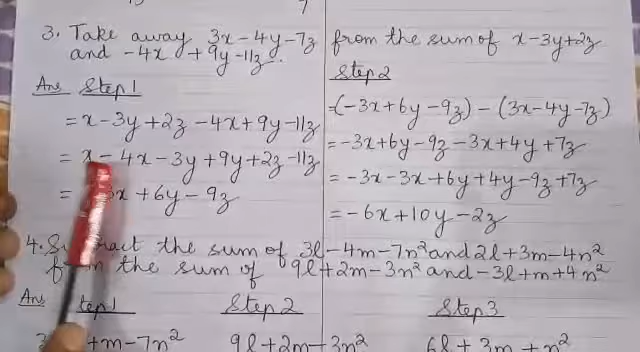 7
3. Take away 3x-4y-7z from the sum of x-3y+2z
and -4x +9y-11z.
Ans Step 1
= x-3y+2z-4x+9y-11z
= x-4x-3y+9y+2z-11z
= x+6y-9z
Step 2
=(-3x+6y-9z)-(3x-4y-7z)
=-3x+6y-9z-3x+4y+7z
= -3x-3x+6y+4y-9z+7z
= -6x+10y-2z
4. Subtract the sum of 3l-4m-7n² and 2l+3m-4n²
from the sum of 9l+2m-3n² and -3l+m+4n²
Ans Step 1 Step 2 Step 3
+m-7n² 9l+2m-3n² 6l+3m+n²